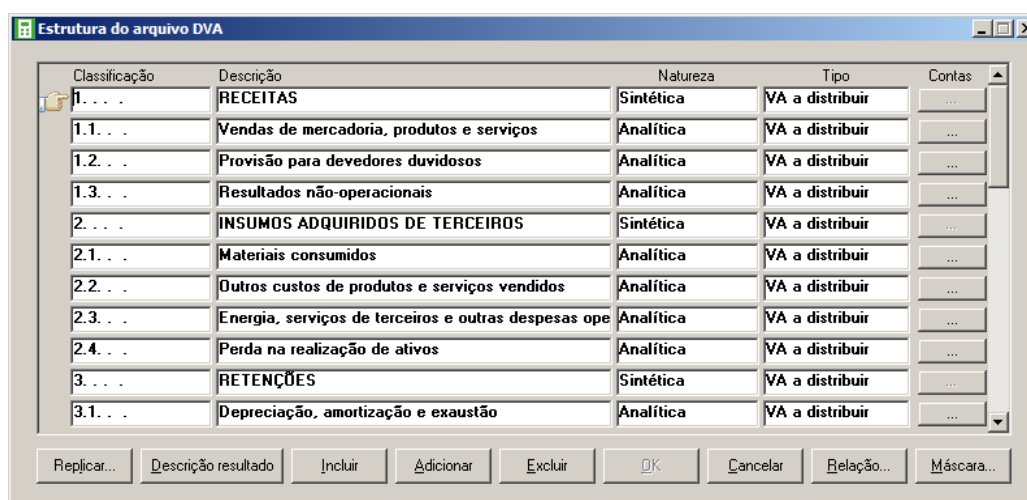 Estrutura do arquivo DVA
Classificação Descrição Natureza Tipo Contas
1. . . . RECEITAS Sintética VA a distribuir ...
1.1. . . Vendas de mercadoria, produtos e serviços Analítica VA a distribuir ...
1.2. . . Provisão para devedores duvidosos Analítica VA a distribuir ...
1.3. . . Resultados não-operacionais Analítica VA a distribuir ...
2. . . . INSUMOS ADQUIRIDOS DE TERCEIROS Sintética VA a distribuir ...
2.1. . . Materiais consumidos Analítica VA a distribuir ...
2.2. . . Outros custos de produtos e serviços vendidos Analítica VA a distribuir ...
2.3. . . Energia, serviços de terceiros e outras despesas ope Analítica VA a distribuir ...
2.4. . . Perda na realização de ativos Analítica VA a distribuir ...
3. . . . RETENÇÕES Sintética VA a distribuir ...
3.1. . . Depreciação, amortização e exaustão Analítica VA a distribuir ...
Replicar... Descrição resultado Incluir Adicionar Excluir OK Cancelar Relação... Máscara...